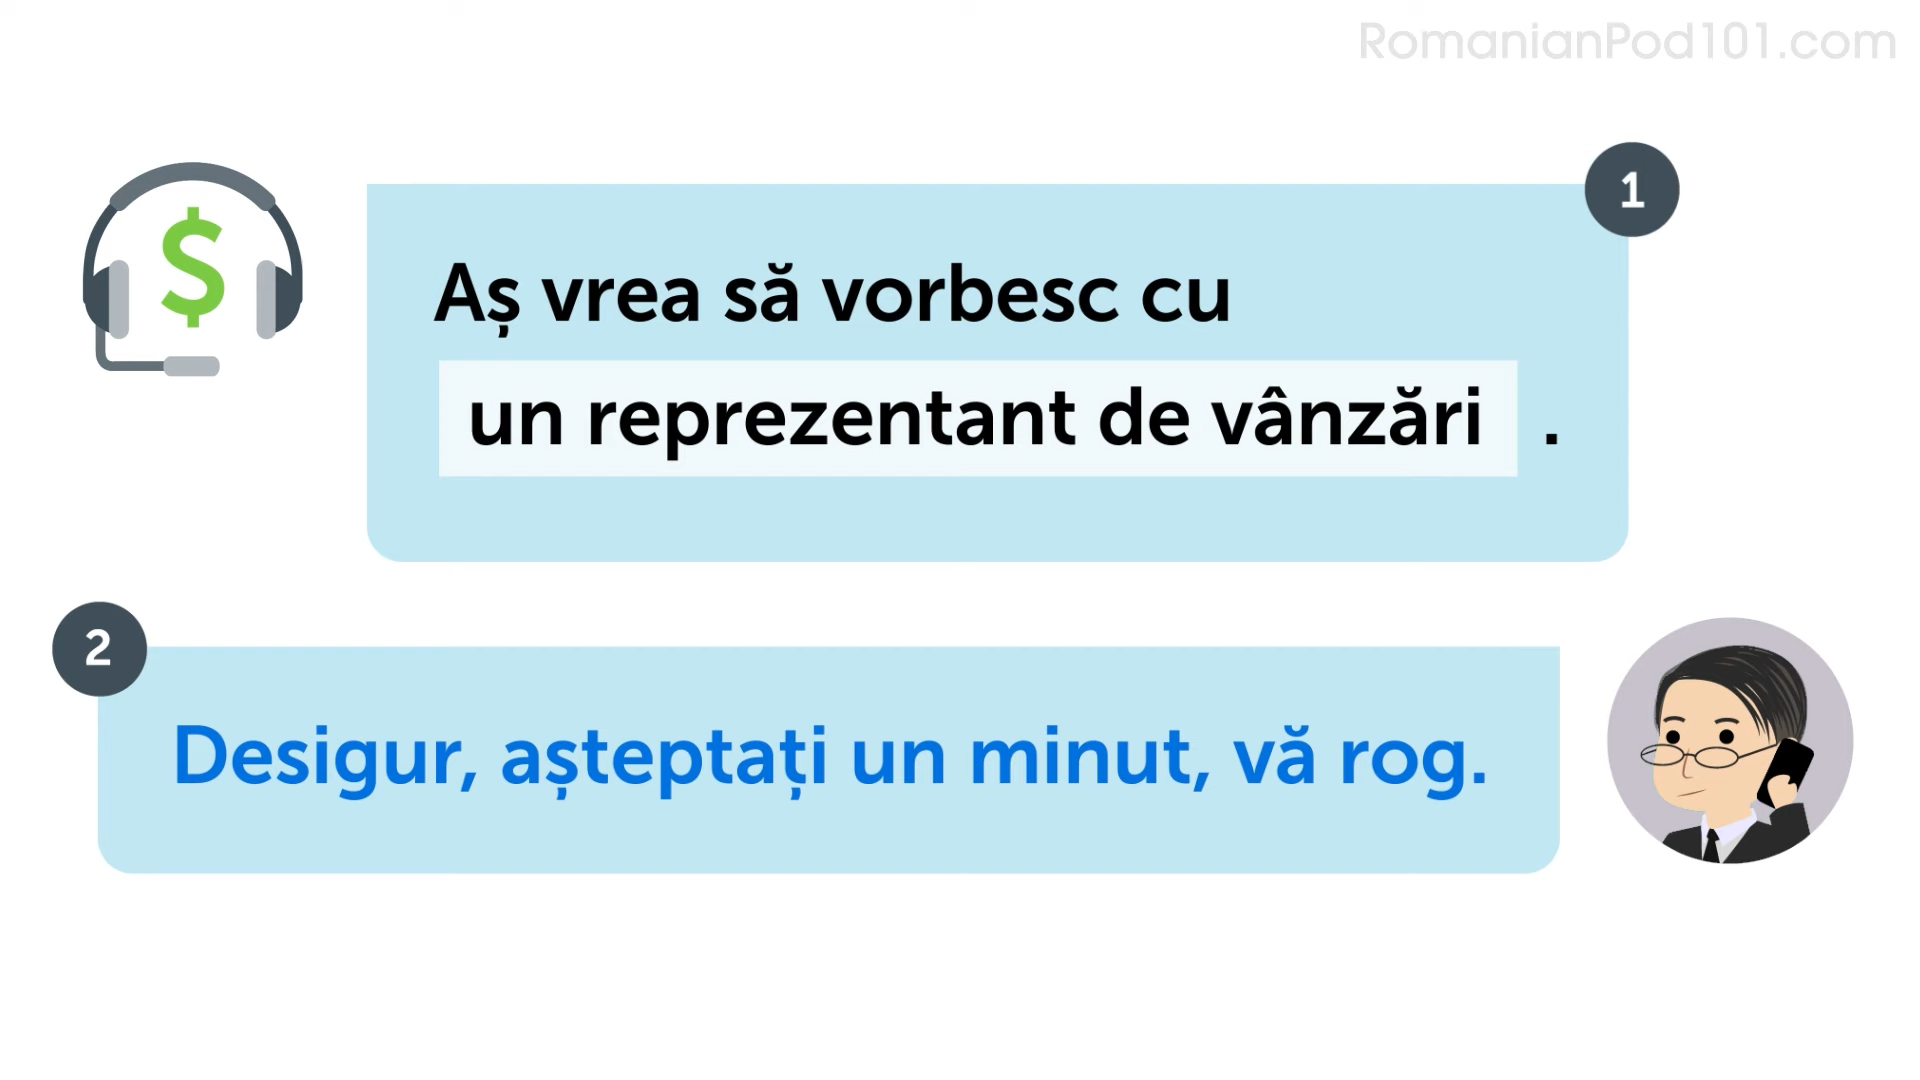 RomanianPod101.com
1
Aș vrea să vorbesc cu
un reprezentant de vânzări .
2
Desigur, așteptați un minut, vă rog.
$